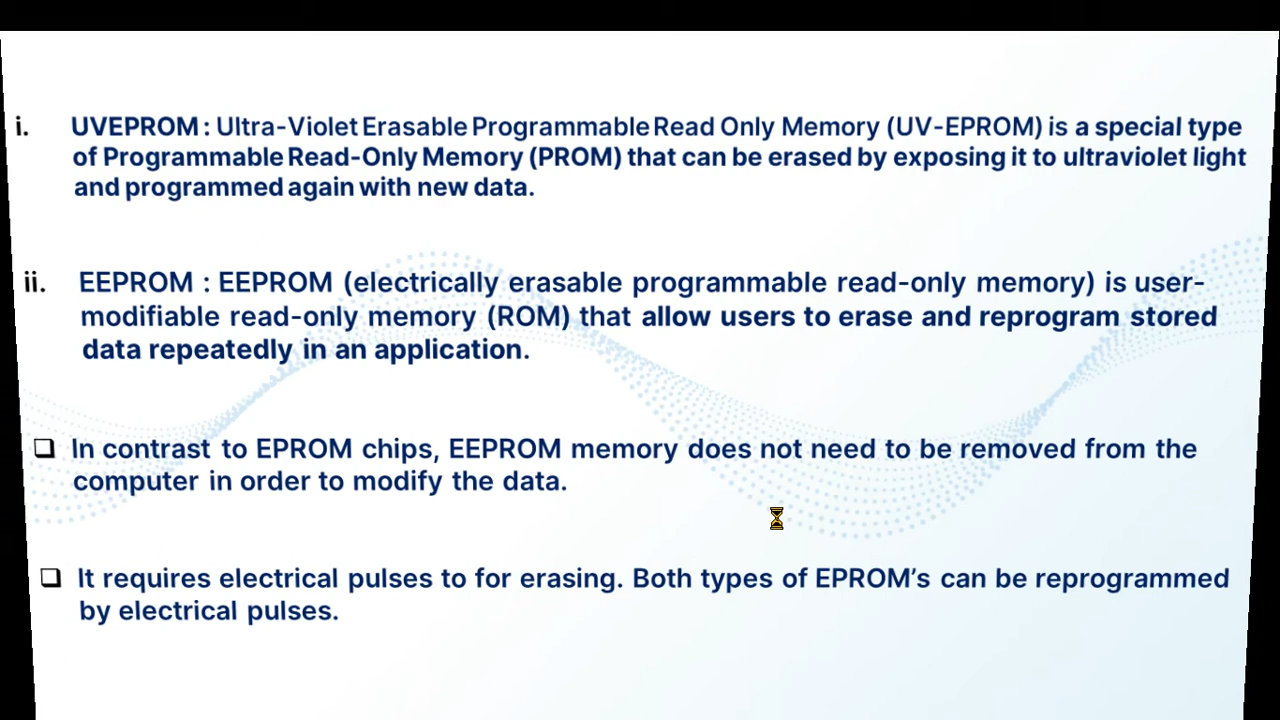 i. UVEPROM : Ultra-Violet Erasable Programmable Read Only Memory (UV-EPROM) is a special type
of Programmable Read-Only Memory (PROM) that can be erased by exposing it to ultraviolet light
and programmed again with new data.
ii. EEPROM : EEPROM (electrically erasable programmable read-only memory) is user-
modifiable read-only memory (ROM) that allow users to erase and reprogram stored
data repeatedly in an application.
❑ In contrast to EPROM chips, EEPROM memory does not need to be removed from the
computer in order to modify the data.
❑ It requires electrical pulses to for erasing. Both types of EPROM’s can be reprogrammed
by electrical pulses.